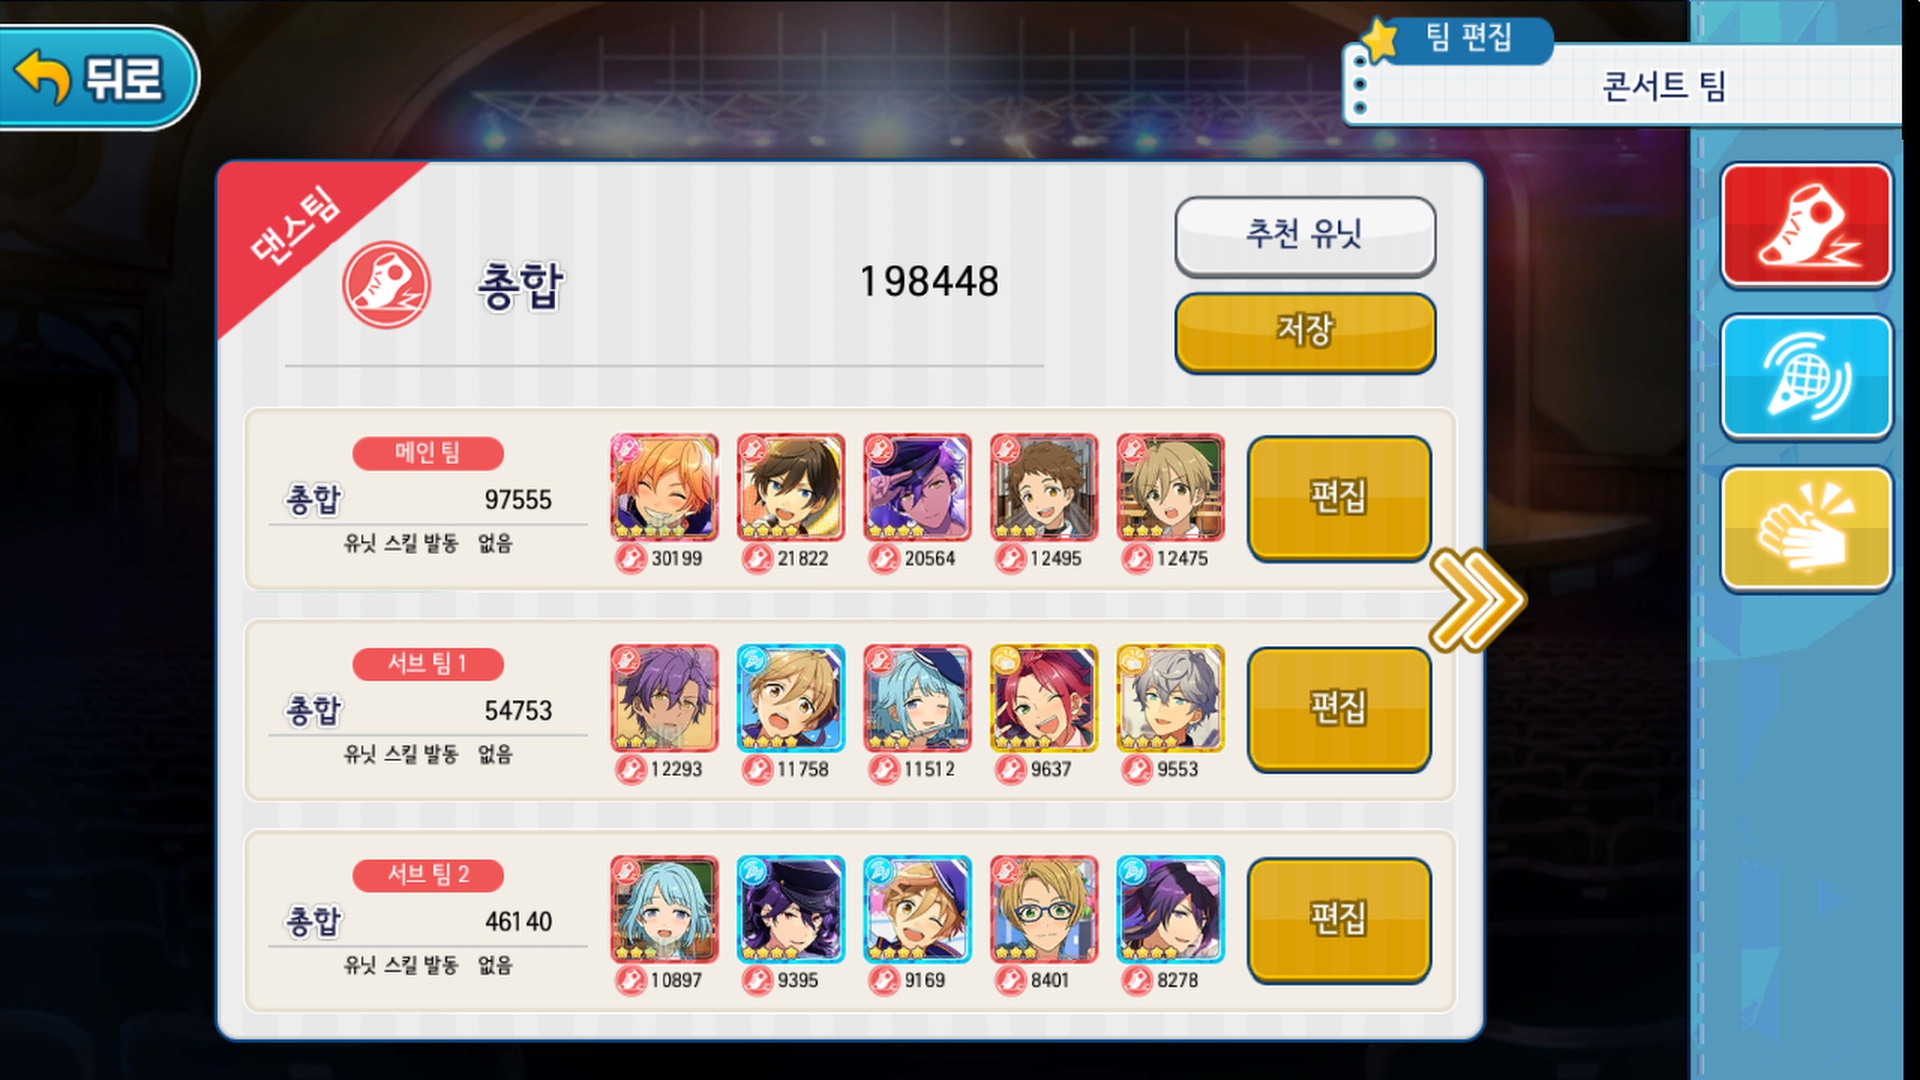 뒤로
팀 편집
콘서트 팀
댄스팀
총합 198448
추천 유닛
저장
메인 팀
총합 97555
유닛 스킬 발동 없음
30199 21822 20564 12495 12475
편집
서브 팀 1
총합 54753
유닛 스킬 발동 없음
12293 11758 11512 9637 9553
편집
서브 팀 2
총합 46140
유닛 스킬 발동 없음
10897 9395 9169 8401 8278
편집